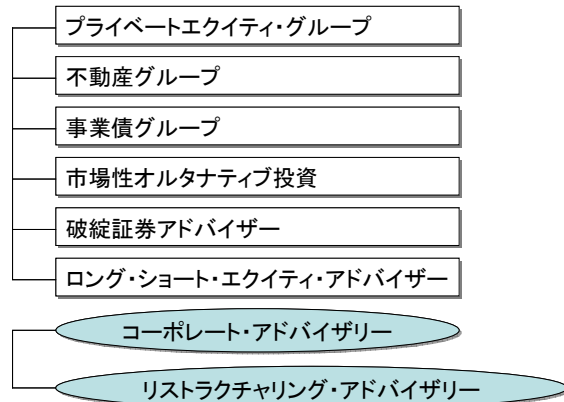 プライベートエクイティ・グループ
不動産グループ
事業債グループ
市場性オルタナティブ投資
破綻証券アドバイザー
ロング・ショート・エクイティ・アドバイザー
コーポレート・アドバイザリー
リストラクチャリング・アドバイザリー